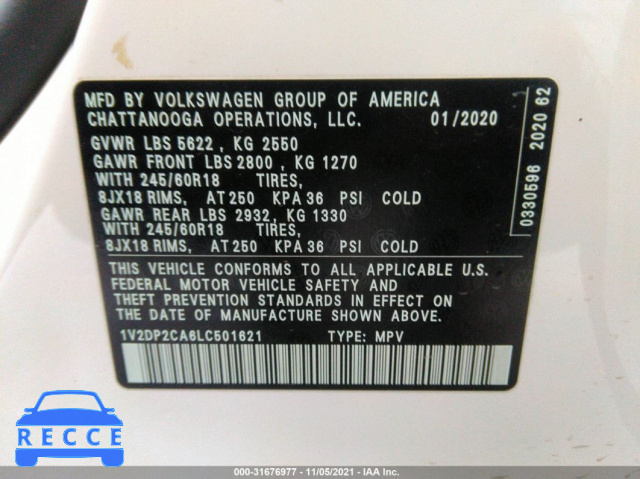 MFD BY VOLKSWAGEN GROUP OF AMERICA
CHATTANOOGA OPERATIONS, LLC. 01/2020
GVWR LBS 5622 , KG 2550
GAWR FRONT LBS 2800 , KG 1270
WITH 245/60R18 TIRES,
8JX18 RIMS, AT 250 KPA 36 PSI COLD
GAWR REAR LBS 2932, KG 1330
WITH 245/60R18 TIRES,
8JX18 RIMS, AT 250 KPA 36 PSI COLD
THIS VEHICLE CONFORMS TO ALL APPLICABLE U.S.
FEDERAL MOTOR VEHICLE SAFETY, BUMPER, AND
THEFT PREVENTION STANDARDS IN EFFECT ON
THE DATE OF MANUFACTURE SHOWN ABOVE.
1V2DP2CA6LC501621 TYPE: MPV
0330596 2020 62
RECCE
000-31676977 - 11/05/2021 - IAA Inc.